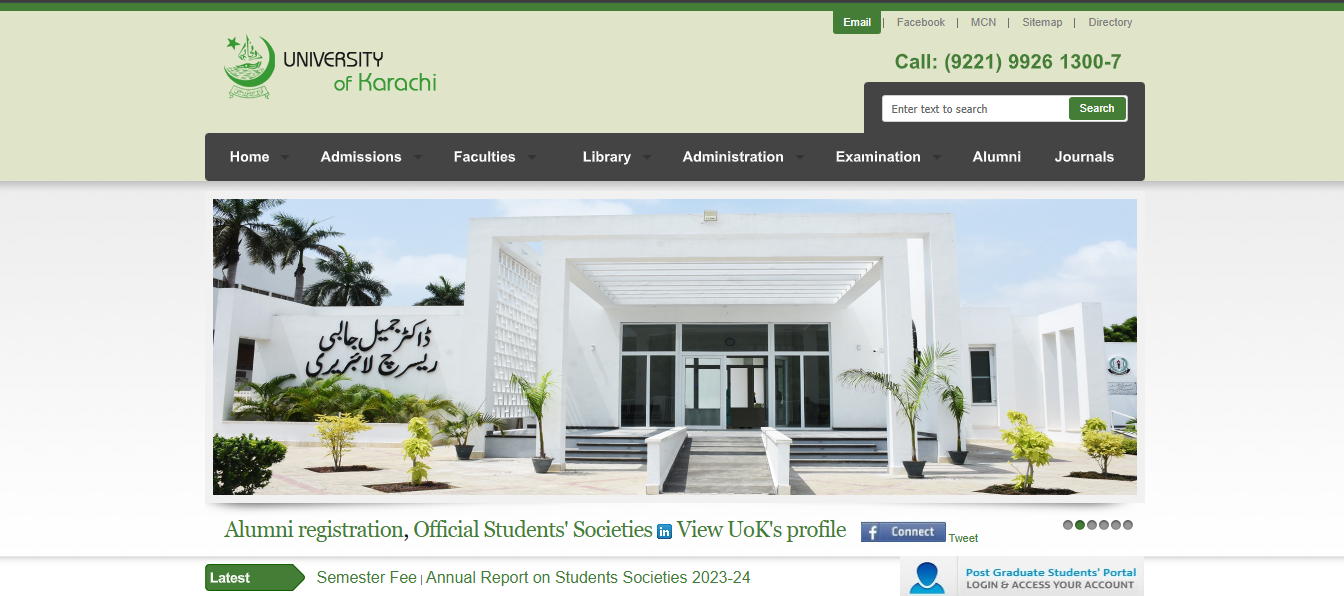 Email | Facebook | MCN | Sitemap | Directory
UNIVERSITY
of Karachi
Call: (9221) 9926 1300-7
Enter text to search Search
Home Admissions Faculties Library Administration Examination Alumni Journals
ڈاکٹر جمیل جالبی
ریسرچ لائبریری
Alumni registration, Official Students' Societies in View UoK's profile f Connect Tweet
Latest Semester Fee | Annual Report on Students Societies 2023-24
Post Graduate Students' Portal
LOGIN & ACCESS YOUR ACCOUNT